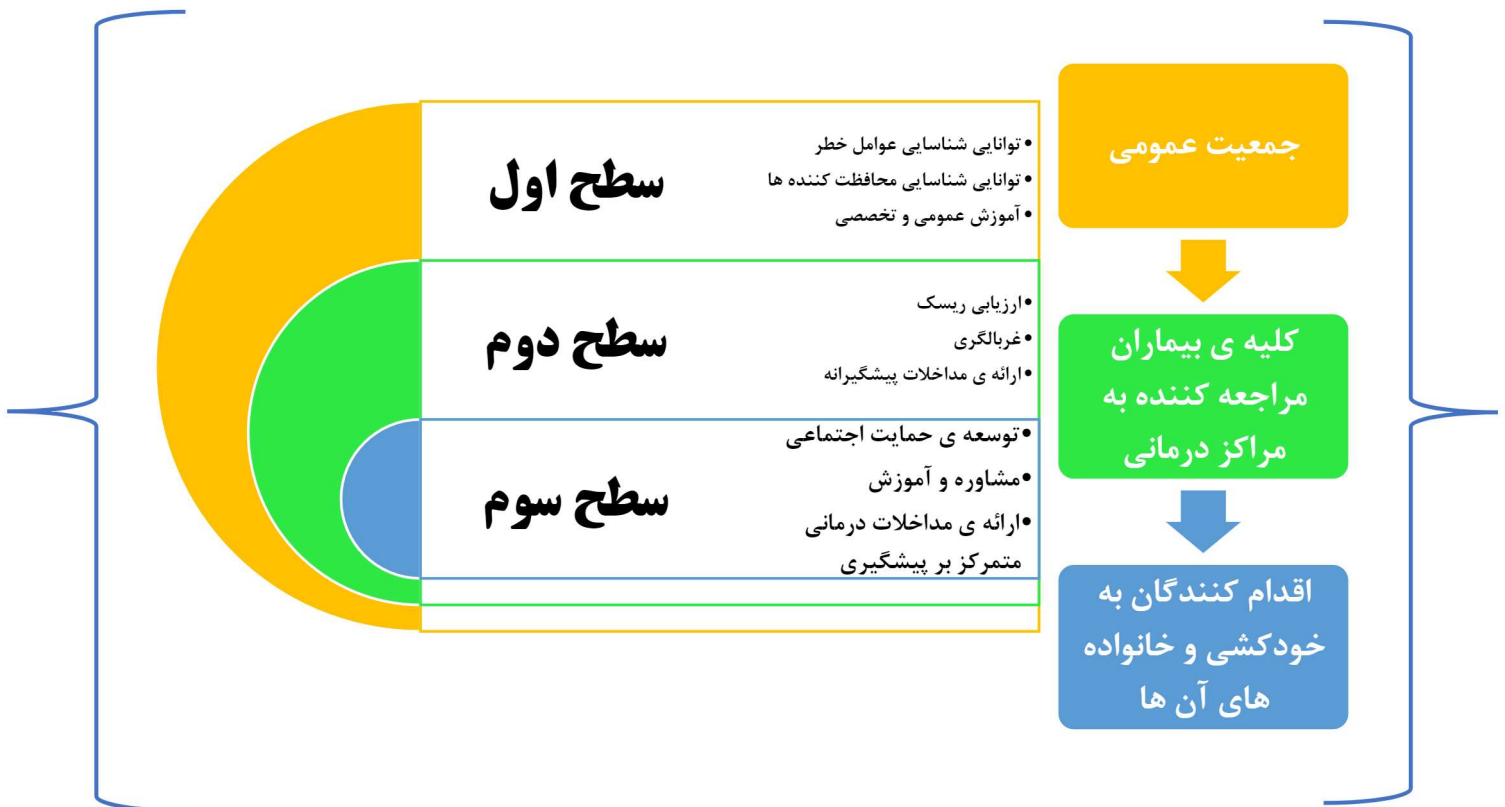 جمعیت عمومی
کلیه ی بیماران
مراجعه کننده به
مراکز درمانی
اقدام کنندگان به
خودکشی و خانواده
های آن ها
•توانایی شناسایی عوامل خطر
•توانایی شناسایی محافظت کننده ها
•آموزش عمومی و تخصصی
سطح اول
•ارزیابی ریسک
•غربالگری
•ارائه ی مداخلات پیشگیرانه
سطح دوم
•توسعه ی حمایت اجتماعی
•مشاوره و آموزش
•ارائه ی مداخلات درمانی
متمرکز بر پیشگیری
سطح سوم